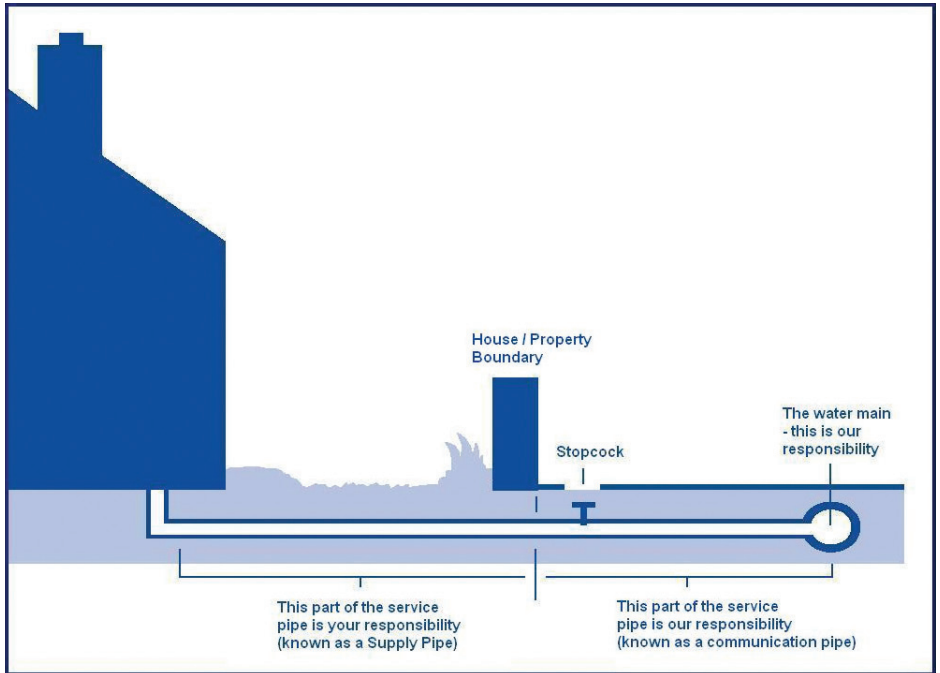 House / Property
Boundary
Stopcock
The water main
- this is our
responsibility
This part of the service
pipe is your responsibility
(known as a Supply Pipe)
This part of the service
pipe is our responsibility
(known as a communication pipe)